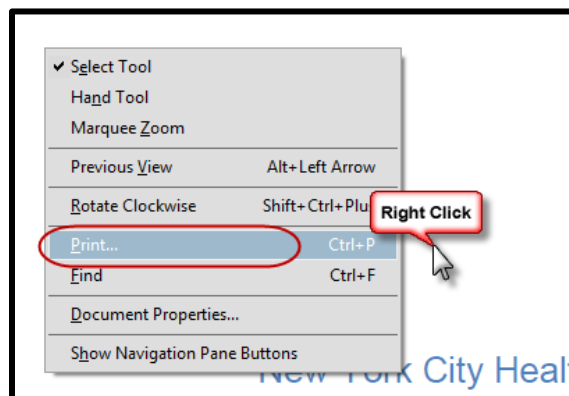 ✔ Select Tool
Hand Tool
Marquee Zoom
Previous View Alt+Left Arrow
Rotate Clockwise Shift+Ctrl+Plus
Right Click
Print... Ctrl+P
Find Ctrl+F
Document Properties...
Show Navigation Pane Buttons
New York City Heal